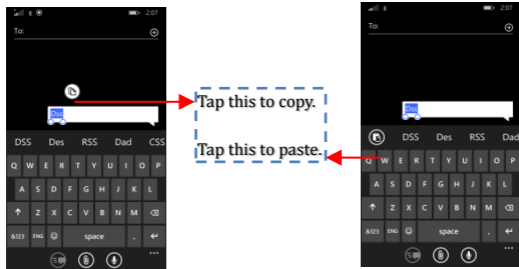 2:07
To:
Dss
DSS Des RSS Dad CSS
Q W E R T Y U I O P
A S D F G H J K L
Z X C V B N M
&123 ENG space .
Tap this to copy.
Tap this to paste.
2:07
To:
Dss
DSS Des RSS Dad
Q W E R T Y U I O P
A S D F G H J K L
Z X C V B N M
&123 ENG space .